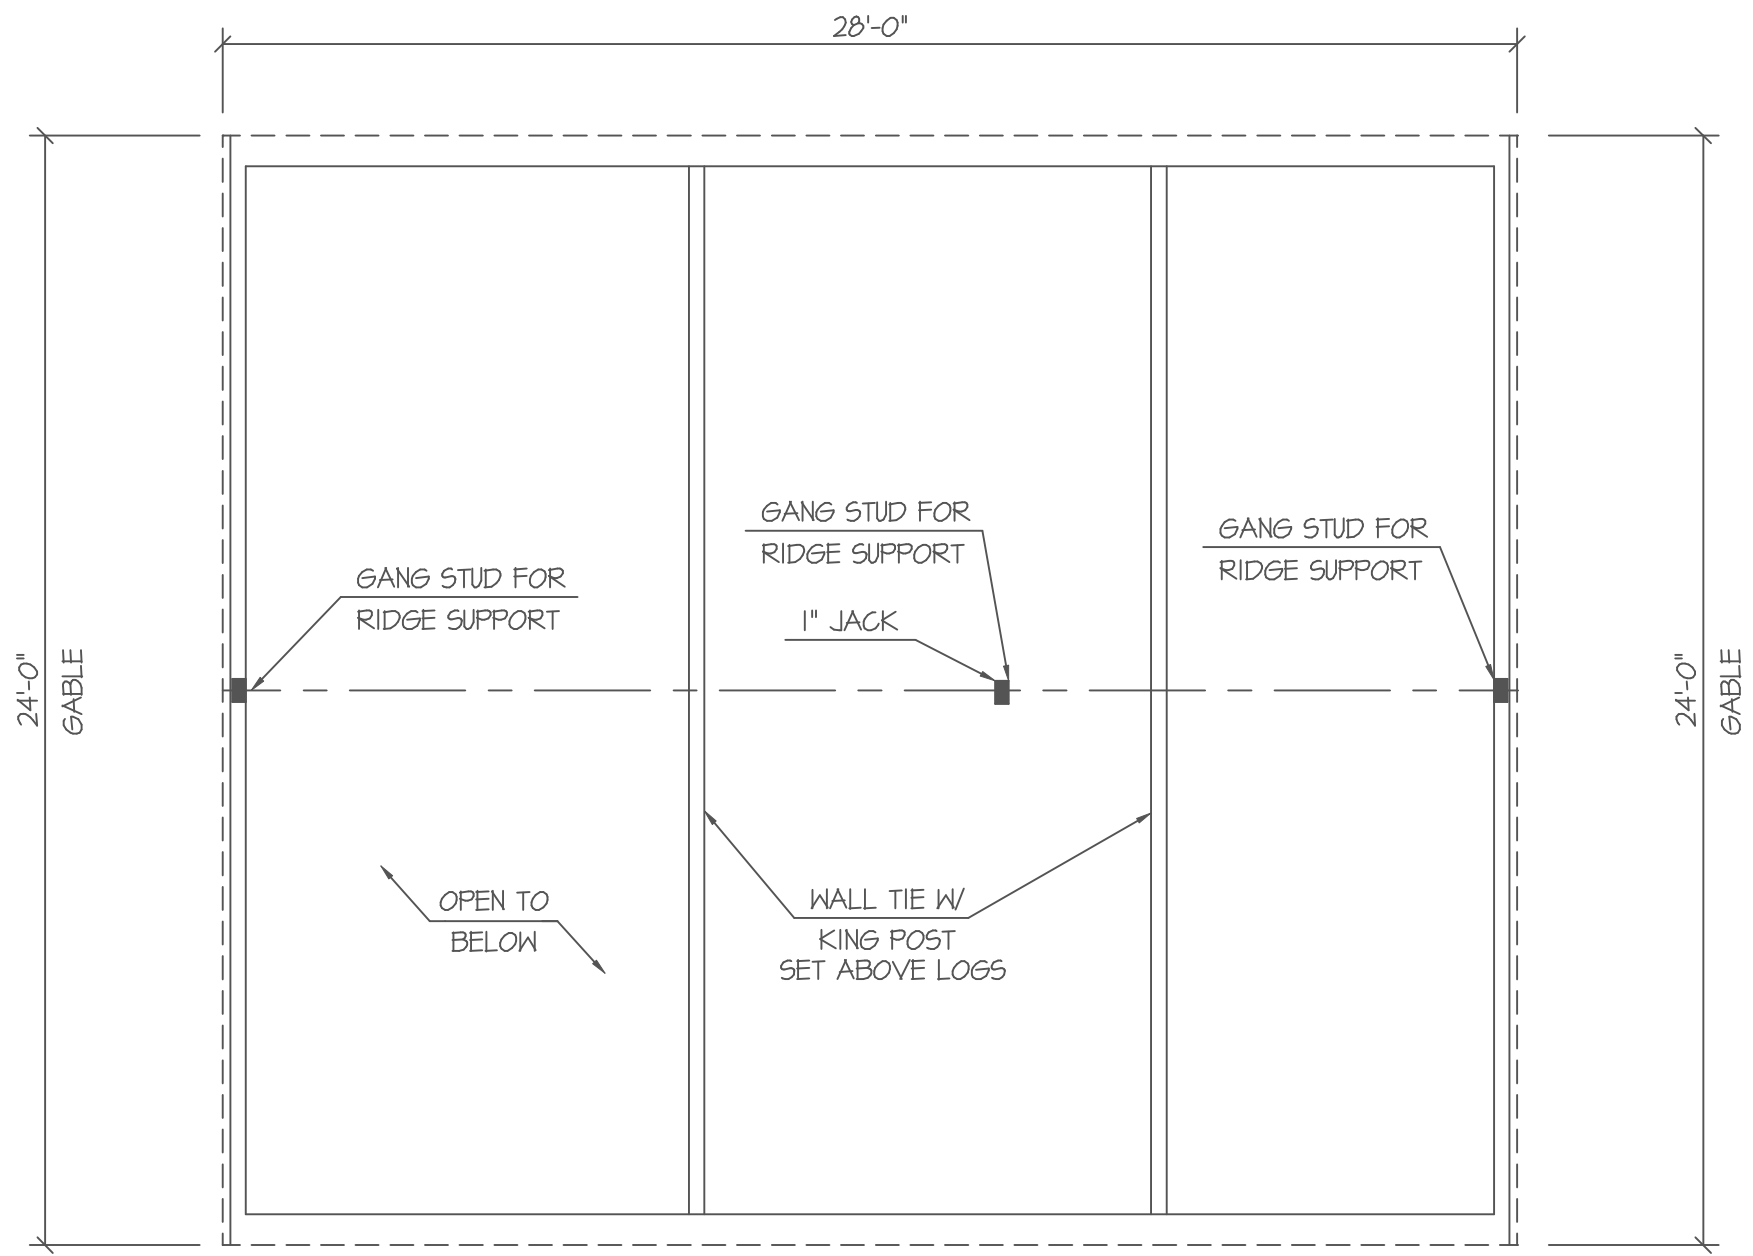 28'-0"
GANG STUD FOR
RIDGE SUPPORT
GANG STUD FOR
RIDGE SUPPORT
GANG STUD FOR
RIDGE SUPPORT
1" JACK
24'-0"
GABLE
24'-0"
GABLE
OPEN TO
BELOW
WALL TIE W/
KING POST
SET ABOVE LOGS